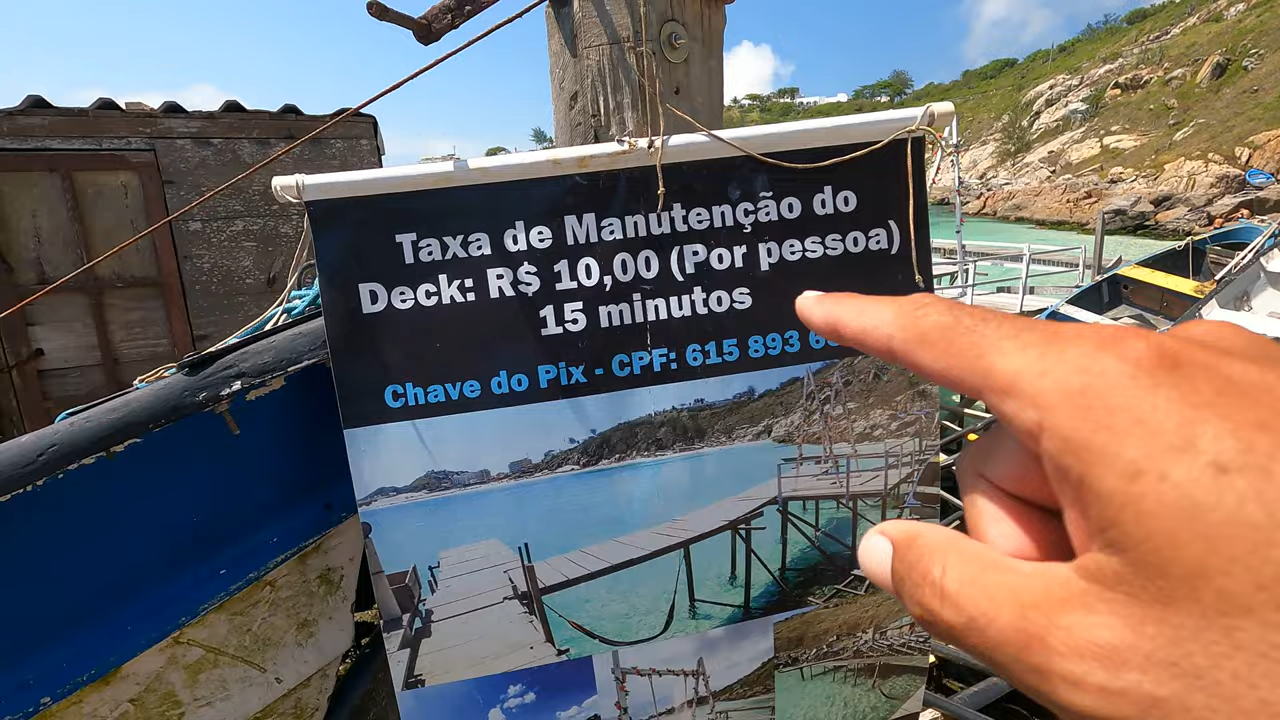 Taxa de Manutenção do
Deck: R$ 10,00 (Por pessoa)
15 minutos
Chave do Pix - CPF: 615 893